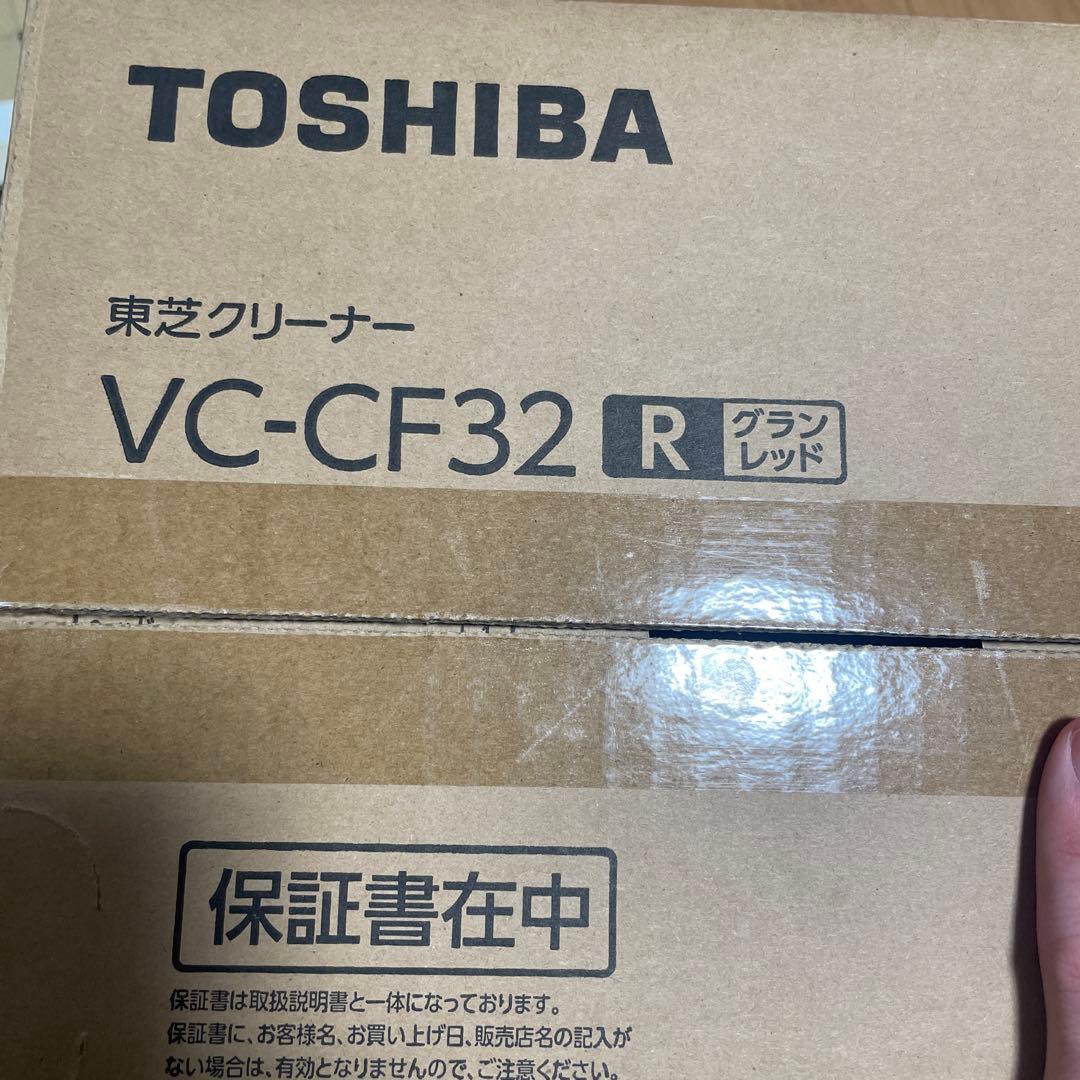 TOSHIBA
東芝クリーナー
VC-CF32 R グラン
レッド
保証書在中
保証書は取扱説明書と一体になっております。
保証書に、お客様名、お買い上げ日、販売店名の記入が
ない場合は、有効となりませんので、ご注意ください。